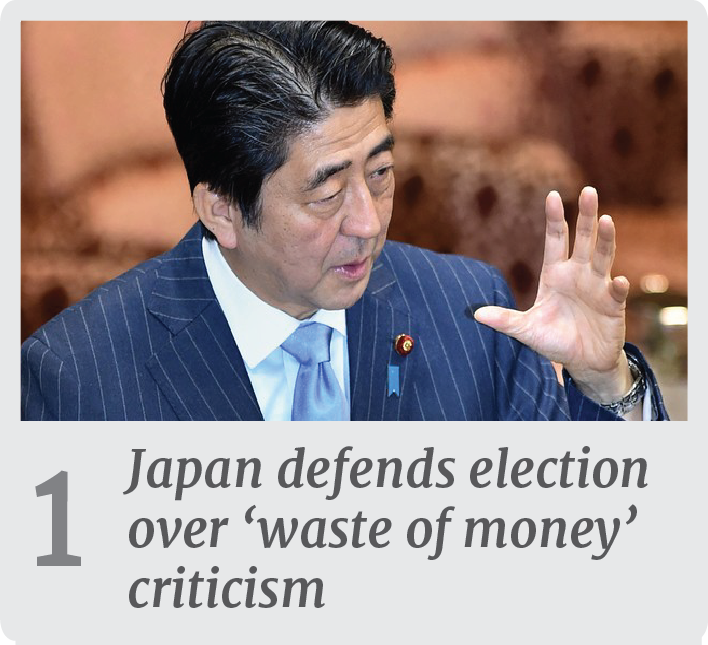 1
Japan defends election
over ‘waste of money’
criticism